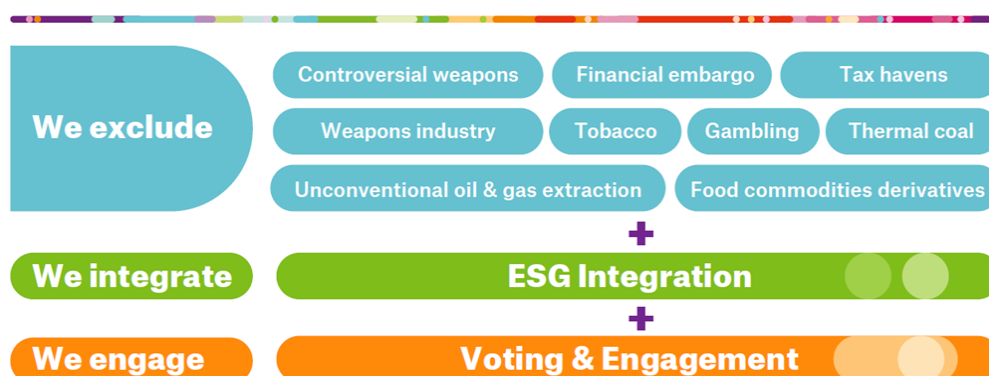 We exclude
Controversial weapons Financial embargo Tax havens
Weapons industry Tobacco Gambling Thermal coal
Unconventional oil & gas extraction Food commodities derivatives
+
We integrate ESG Integration
+
We engage Voting & Engagement